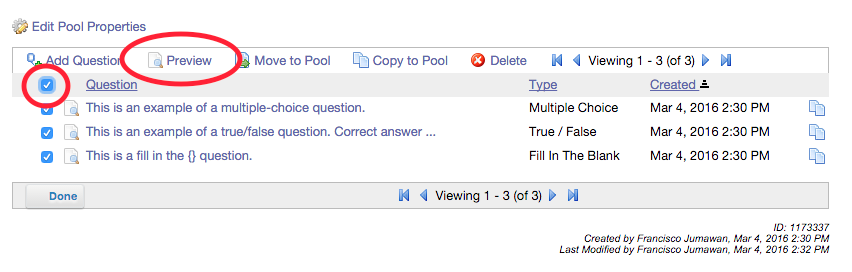 Edit Pool Properties
Add Question Preview Move to Pool Copy to Pool Delete Viewing 1 - 3 (of 3)
Question Type Created
This is an example of a multiple-choice question. Multiple Choice Mar 4, 2016 2:30 PM
This is an example of a true/false question. Correct answer ... True / False Mar 4, 2016 2:30 PM
This is a fill in the {} question. Fill In The Blank Mar 4, 2016 2:30 PM
Done Viewing 1 - 3 (of 3)
ID: 1173337
Created by Francisco Jumawan, Mar 4, 2016 2:30 PM
Last Modified by Francisco Jumawan, Mar 4, 2016 2:32 PM